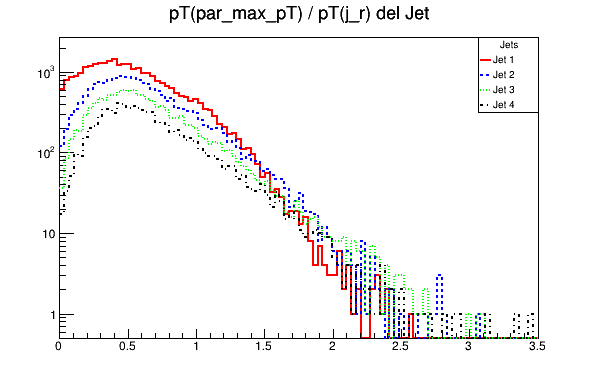 pT(par_max_pT) / pT(j_r) del Jet
Jets
Jet 1
Jet 2
Jet 3
Jet 4
10³
10²
10
1
0 0.5 1 1.5 2 2.5 3 3.5